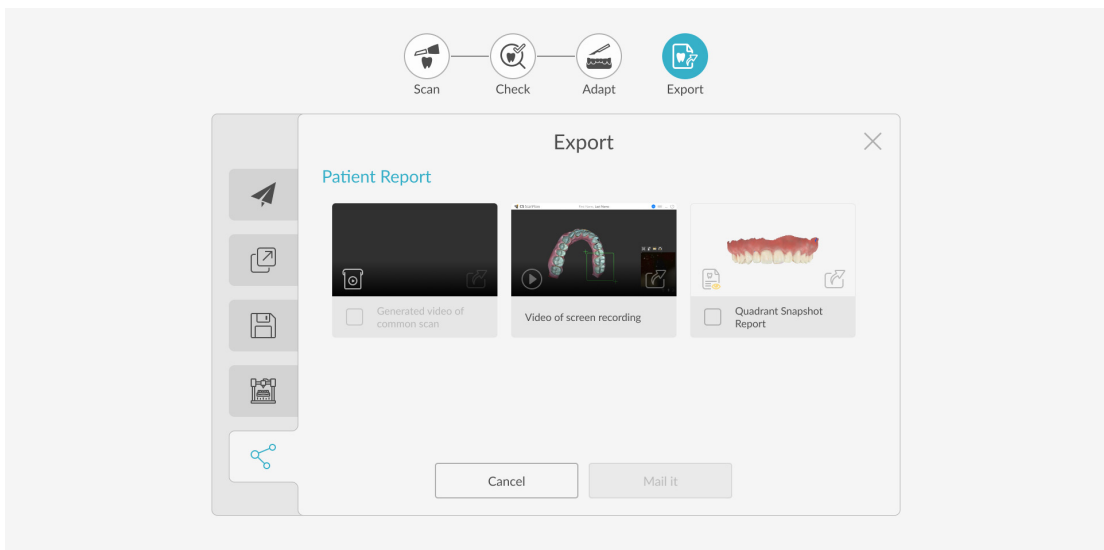 Scan
Check
Adapt
Export
Export
Patient Report
Generated video of
common scan
Video of screen recording
Quadrant Snapshot
Report
Cancel
Mail it